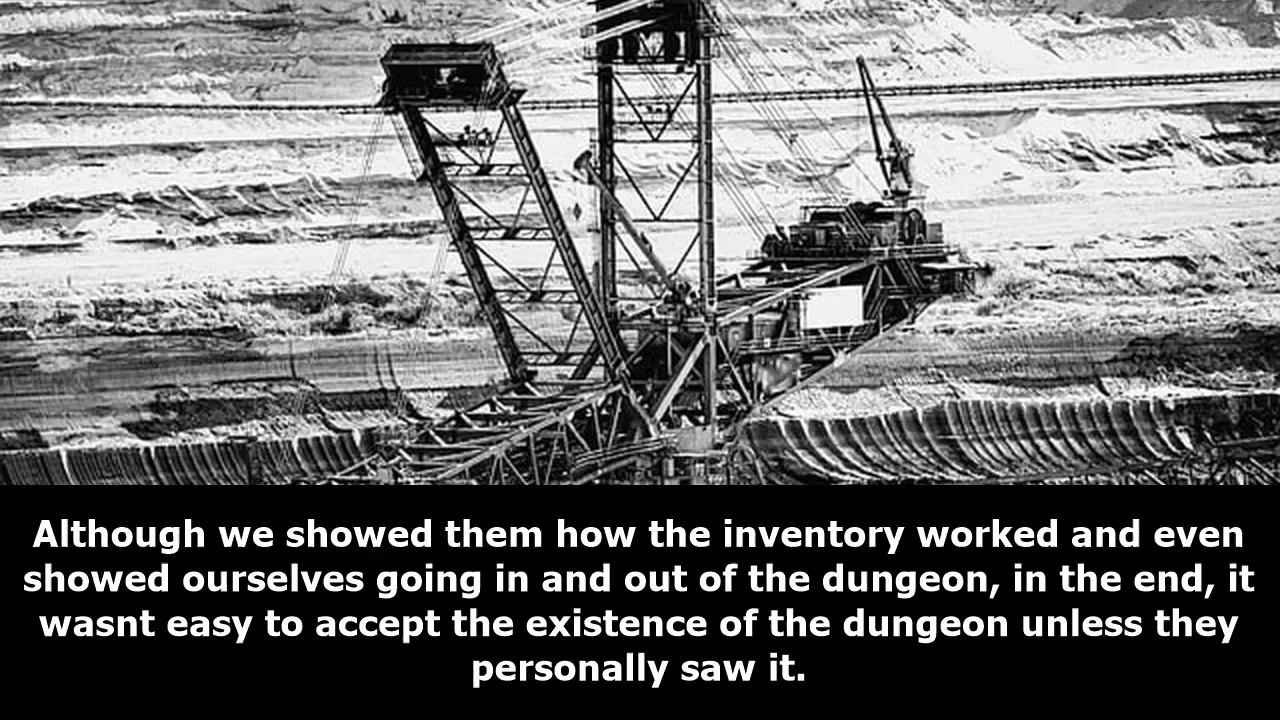 Although we showed them how the inventory worked and even
showed ourselves going in and out of the dungeon, in the end, it
wasnt easy to accept the existence of the dungeon unless they
personally saw it.